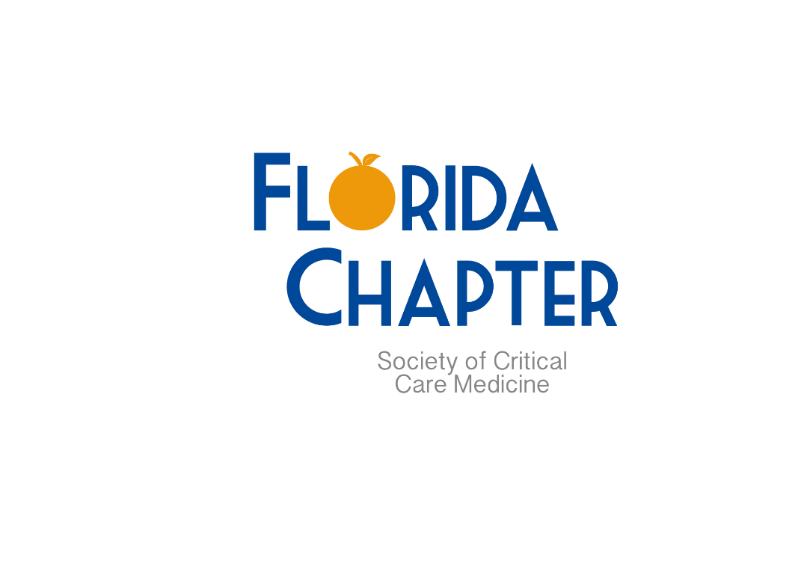 FLORIDA
CHAPTER
Society of Critical
Care Medicine